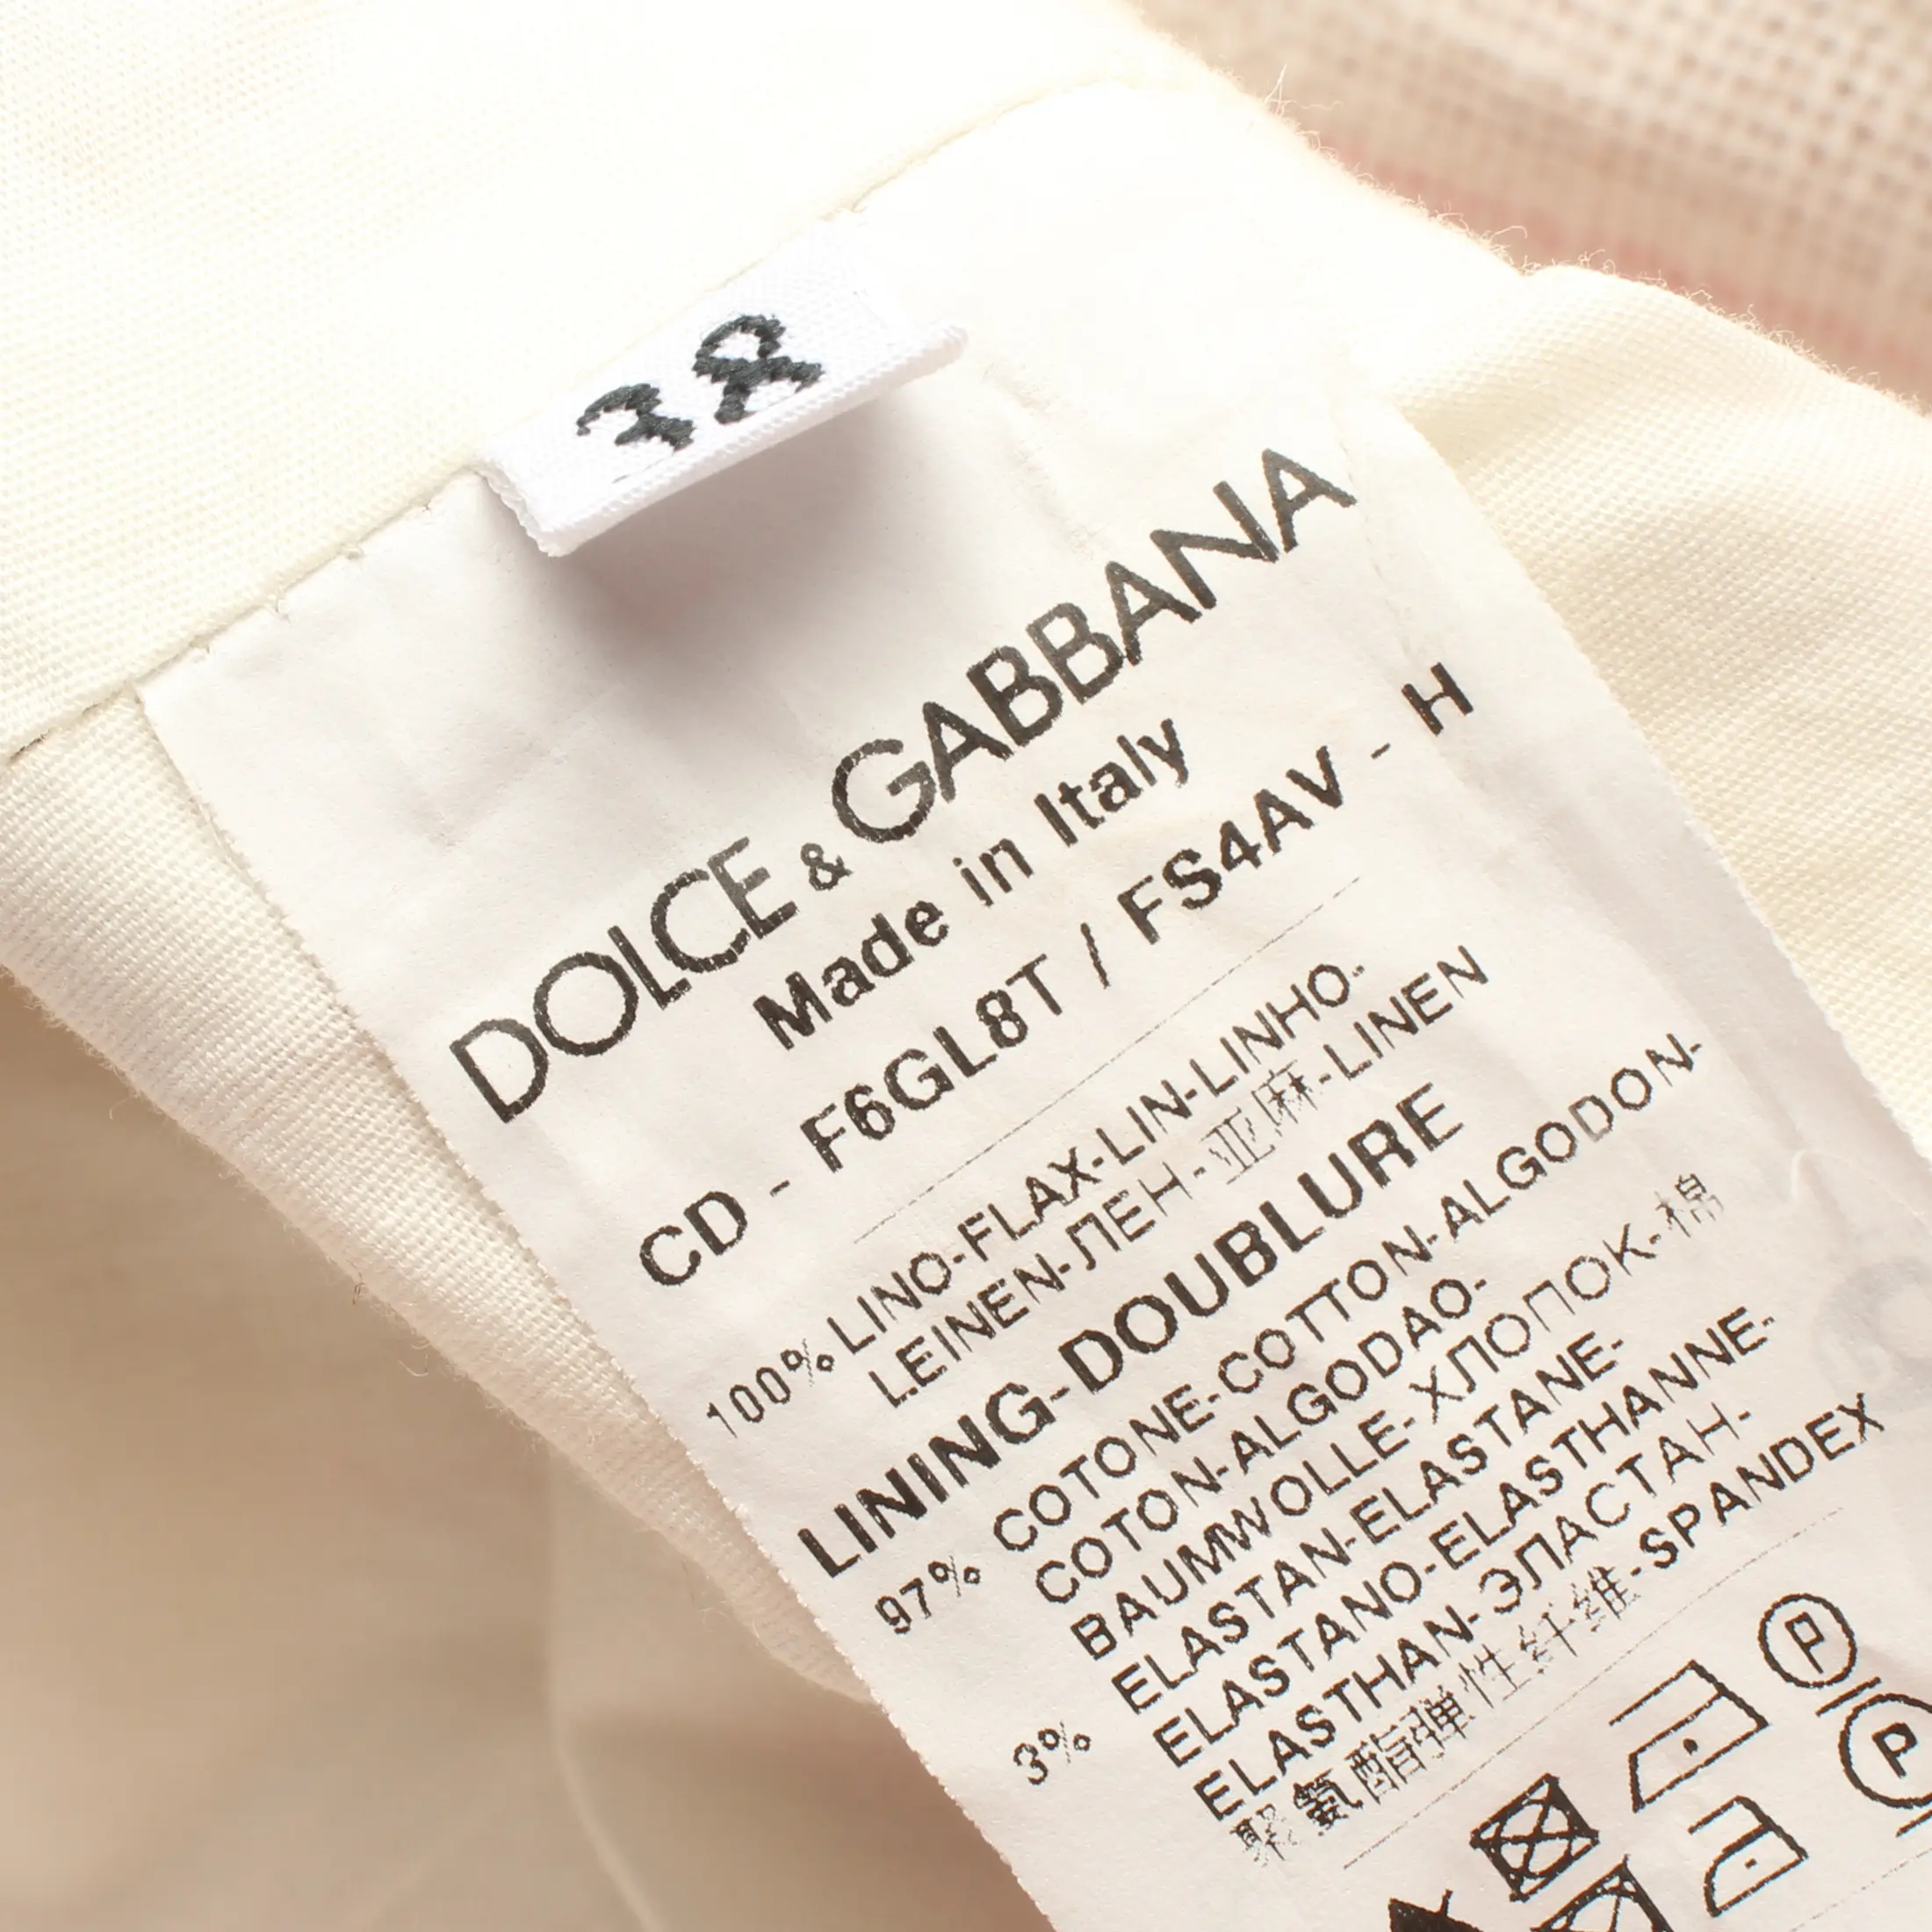 38
DOLCE & GABBANA
Made in Italy
CD - F6GL8T / FS4AV - H
100% LINO-FLAX-LIN-LINHO-
LEINEN-ЛЕН-亚麻-LINEN
LINING-DOUBLURE
97% COTONE-COTTON-ALGODON-
COTON-ALGODAO-
BAUMWOLLE-ХЛОПОК-棉
3% ELASTAN-ELASTANE-
ELASTANO-ELASTHANNE-
ELASTHAN-ЭЛАСТАН-
聚氨酯弹性纤维-SPANDEX
P
P